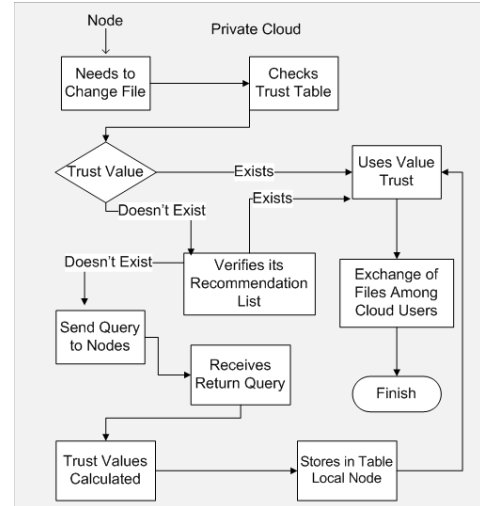 Node
Private Cloud
Needs to
Change File
Checks
Trust Table
Trust Value
Exists
Uses Value
Trust
Doesn't Exist
Exists
Doesn't Exist
Verifies its
Recommendation
List
Exchange of
Files Among
Cloud Users
Send Query
to Nodes
Receives
Return Query
Finish
Trust Values
Calculated
Stores in Table
Local Node